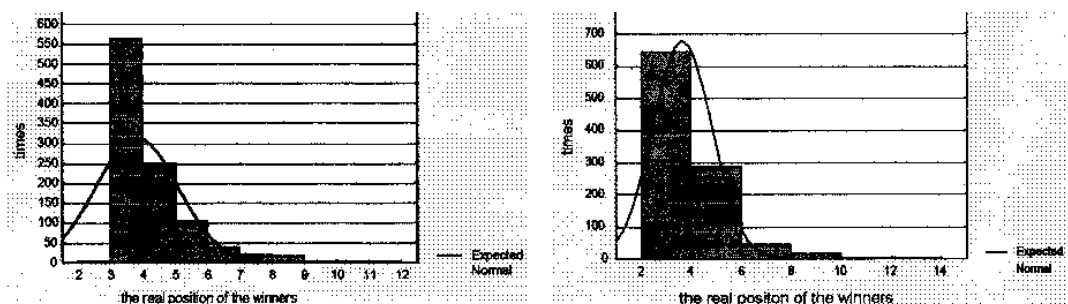 600
550
500
450
400
350
300
250
200
150
100
50
0
times
2 3 4 5 6 7 8 9 10 11 12
the real position of the winners
Expected
Normal
700
600
500
400
300
200
100
0
times
2 4 6 8 10 14
the real positon of the winners
Expected
Normal